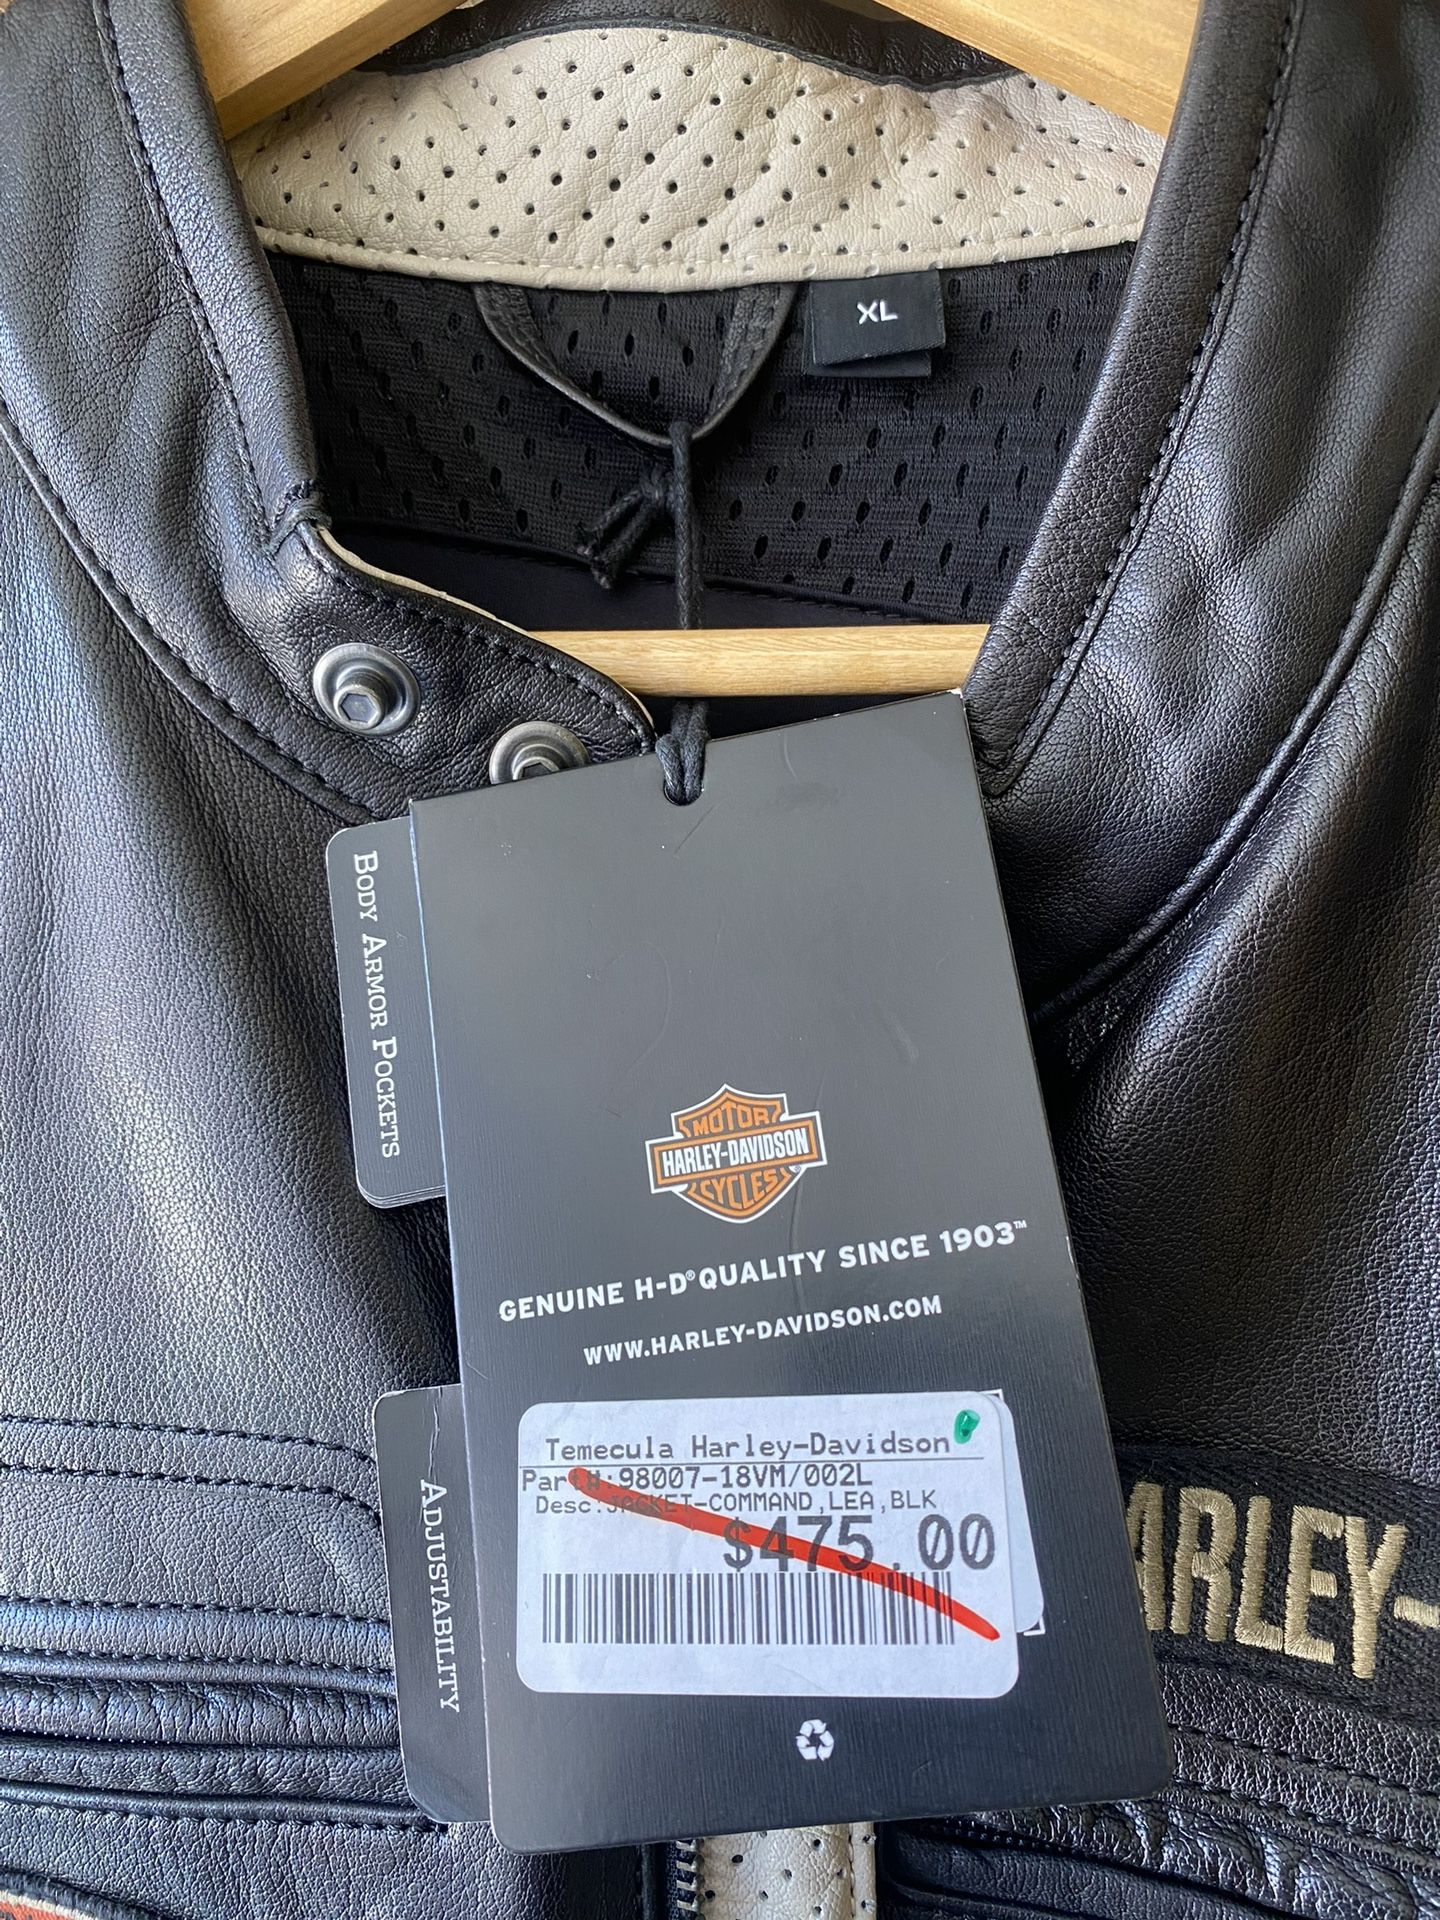 XL
BODY ARMOR POCKETS
MOTOR
HARLEY-DAVIDSON
CYCLES
GENUINE H-D® QUALITY SINCE 1903™
WWW.HARLEY-DAVIDSON.COM
Temecula Harley-Davidson
Part#:98007-18VM/002L
Desc:JACKET-COMMAND,LEA,BLK
$475.00
ADJUSTABILITY
ARLEY-